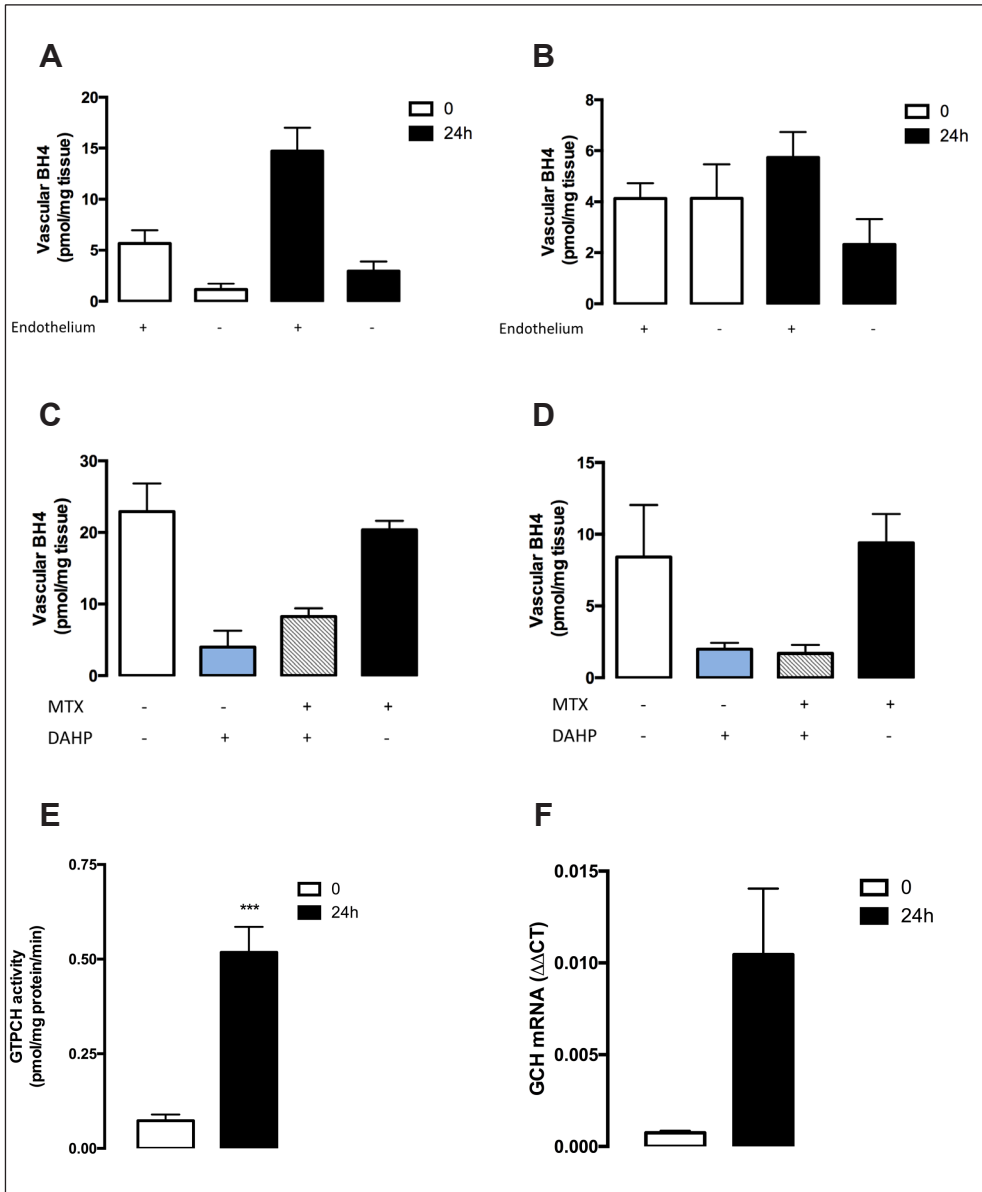 A
Vascular BH4
(pmol/mg tissue)
20
15
10
5
0
0
24h
Endothelium + - + -
B
Vascular BH4
(pmol/mg tissue)
8
6
4
2
0
0
24h
Endothelium + - + -
C
Vascular BH4
(pmol/mg tissue)
30
20
10
0
MTX - - + +
DAHP - + + -
D
Vascular BH4
(pmol/mg tissue)
15
10
5
0
MTX - - + +
DAHP - + + -
E
GTPCH activity
(pmol/mg protein/min)
0.75
0.50
0.25
0.00
***
0
24h
F
GCH mRNA (ΔΔCT)
0.015
0.010
0.005
0.000
0
24h